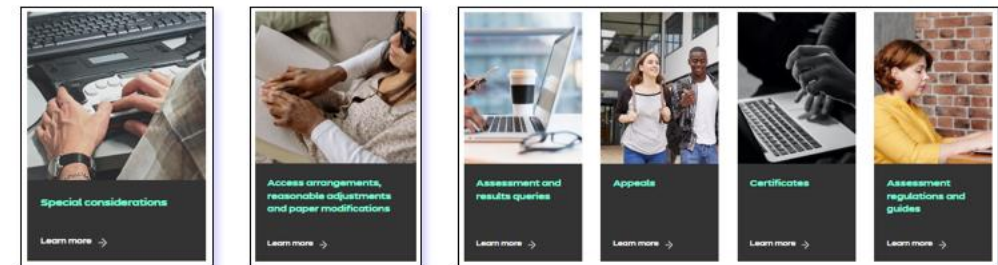 Special considerations
Learn more
Access arrangements,
reasonable adjustments
and paper modifications
Learn more
Assessment and
results queries
Learn more
Appeals
Learn more
Certificates
Learn more
Assessment
regulations and
guides
Learn more